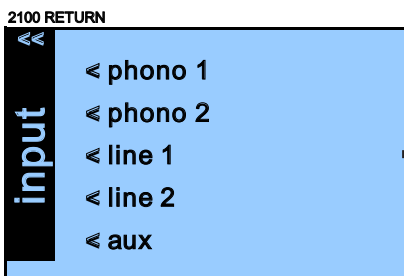 2100 RETURN
<<
input
< phono 1
< phono 2
< line 1
< line 2
< aux